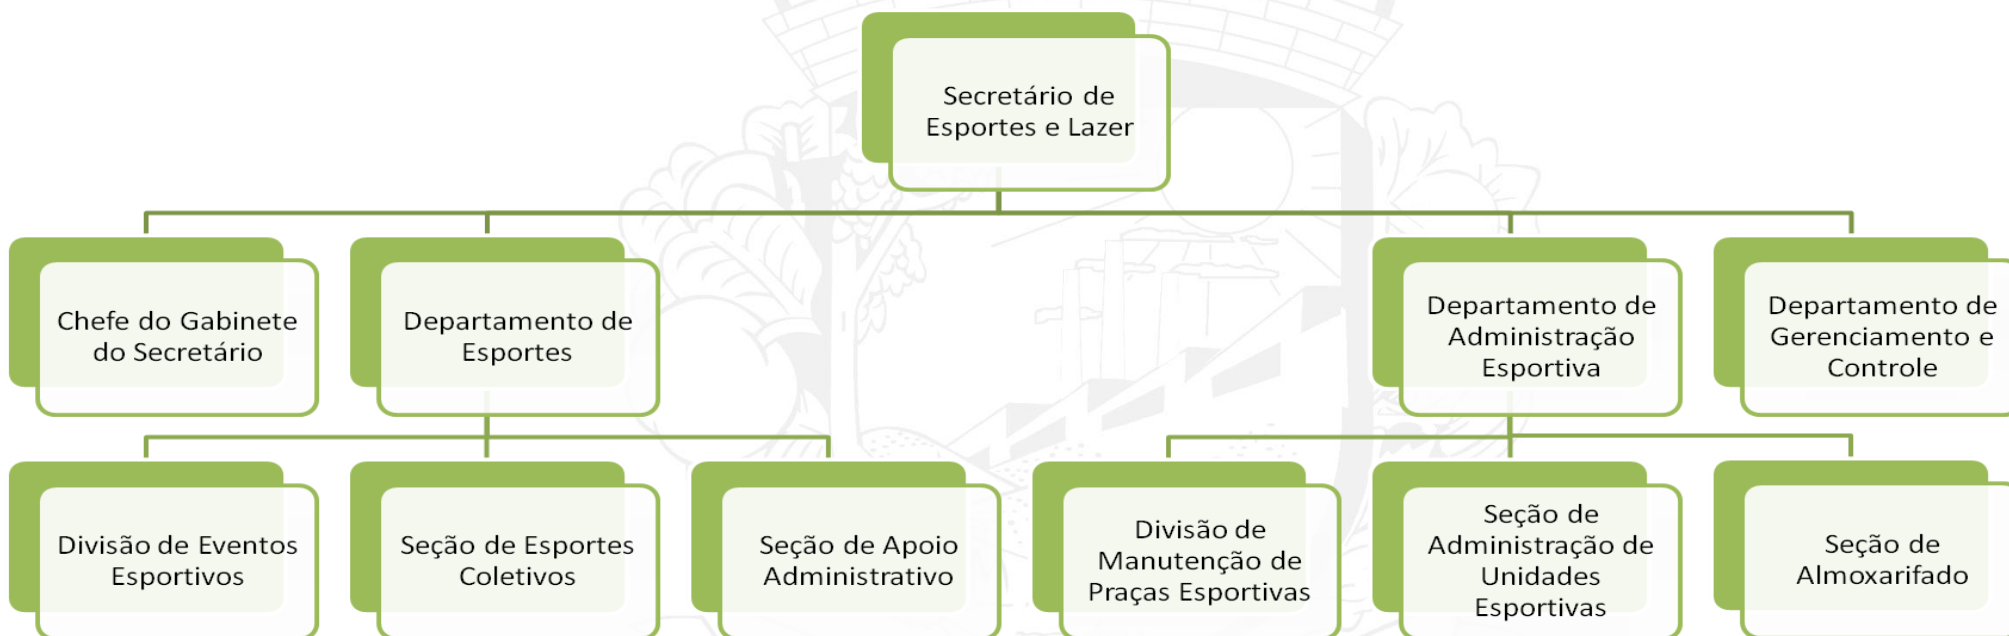 Secretário de
Esportes e Lazer
Chefe do Gabinete
do Secretário
Departamento de
Esportes
Departamento de
Administração
Esportiva
Departamento de
Gerenciamento e
Controle
Divisão de Eventos
Esportivos
Seção de Esportes
Coletivos
Seção de Apoio
Administrativo
Divisão de
Manutenção de
Praças Esportivas
Seção de
Administração de
Unidades
Esportivas
Seção de
Almoxarifado